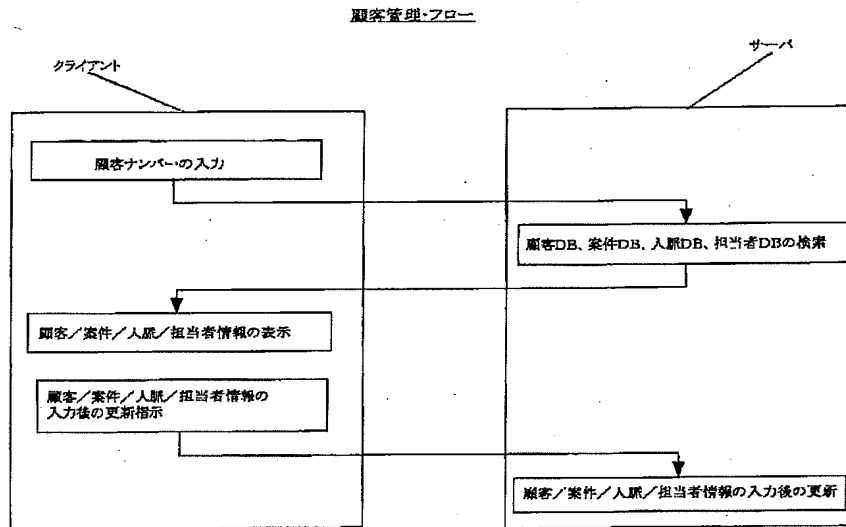 顧客管理・フロー
クライアント
サーバ
顧客ナンバーの入力
顧客DB、案件DB、人脈DB、担当者DBの検索
顧客／案件／人脈／担当者情報の表示
顧客／案件／人脈／担当者情報の
入力後の更新指示
顧客／案件／人脈／担当者情報の入力後の更新